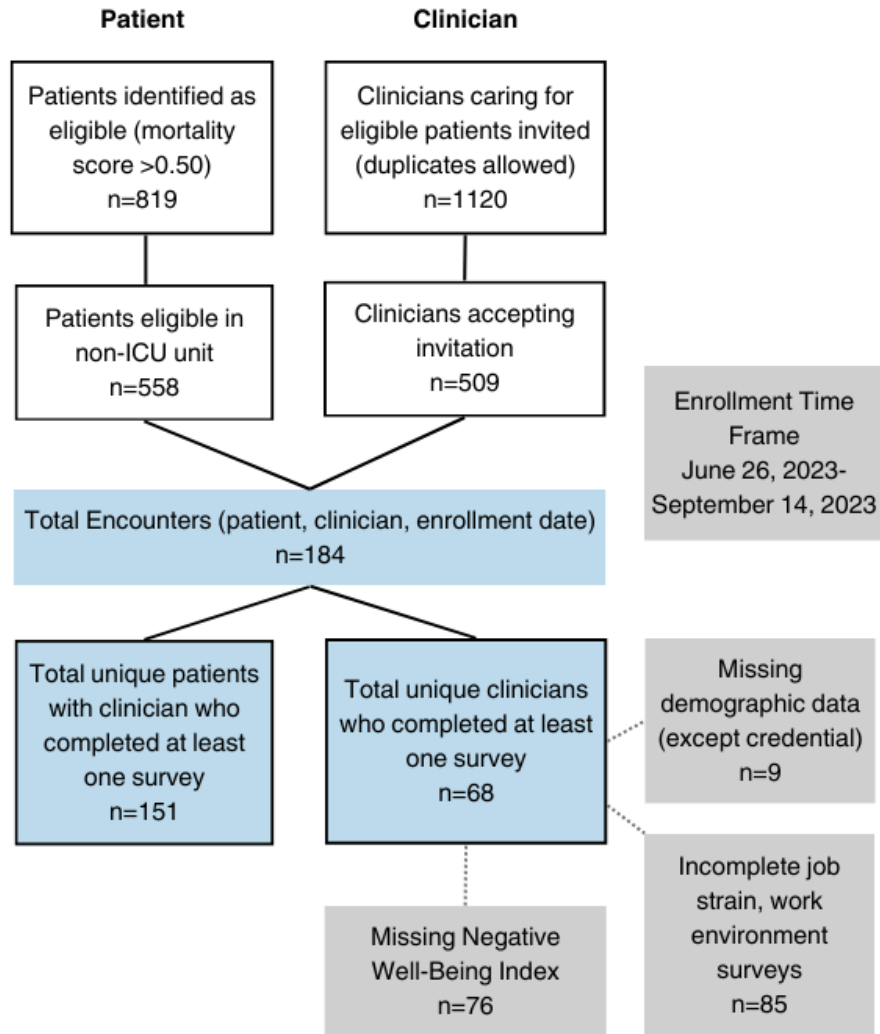 Patient
Clinician
Patients identified as
eligible (mortality
score >0.50)
n=819
Clinicians caring for
eligible patients invited
(duplicates allowed)
n=1120
Patients eligible in
non-ICU unit
n=558
Clinicians accepting
invitation
n=509
Enrollment Time
Frame
June 26, 2023-
September 14, 2023
Total Encounters (patient, clinician, enrollment date)
n=184
Total unique patients
with clinician who
completed at least
one survey
n=151
Total unique clinicians
who completed at least
one survey
n=68
Missing
demographic data
(except credential)
n=9
Missing Negative
Well-Being Index
n=76
Incomplete job
strain, work
environment
surveys
n=85